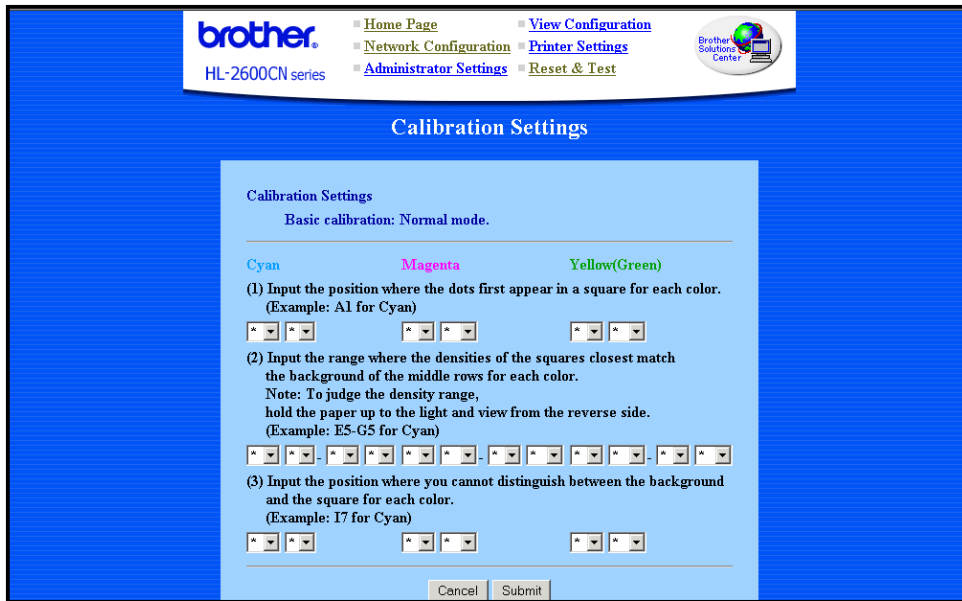 brother.
HL-2600CN series
Home Page
View Configuration
Network Configuration
Printer Settings
Administrator Settings
Reset & Test
Brother
Solutions
Center
Calibration Settings
Calibration Settings
Basic calibration: Normal mode.
Cyan Magenta Yellow(Green)
(1) Input the position where the dots first appear in a square for each color.
(Example: A1 for Cyan)
* * * * * *
(2) Input the range where the densities of the squares closest match
the background of the middle rows for each color.
Note: To judge the density range,
hold the paper up to the light and view from the reverse side.
(Example: E5-G5 for Cyan)
* * - * * * * - * * * * - * *
(3) Input the position where you cannot distinguish between the background
and the square for each color.
(Example: I7 for Cyan)
* * * * * *
Cancel Submit